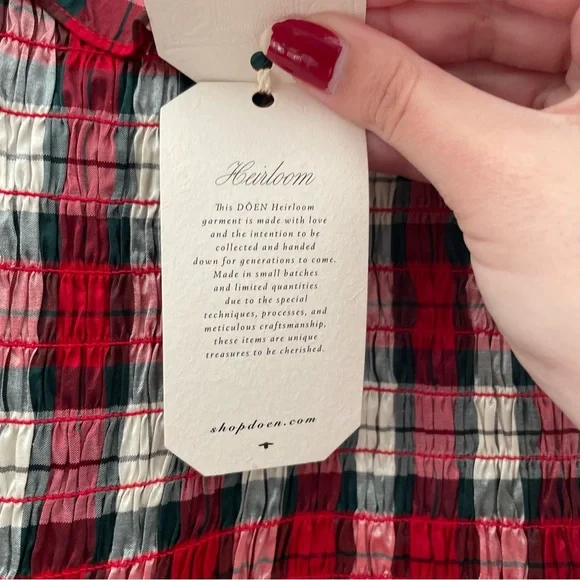 Heirloom
This DÔEN Heirloom
garment is made with love
and the intention to be
collected and handed
down for generations to come.
Made in small batches
and limited quantities
due to the special
techniques, processes, and
meticulous craftsmanship,
these items are unique
treasures to be cherished.
shopdoen.com